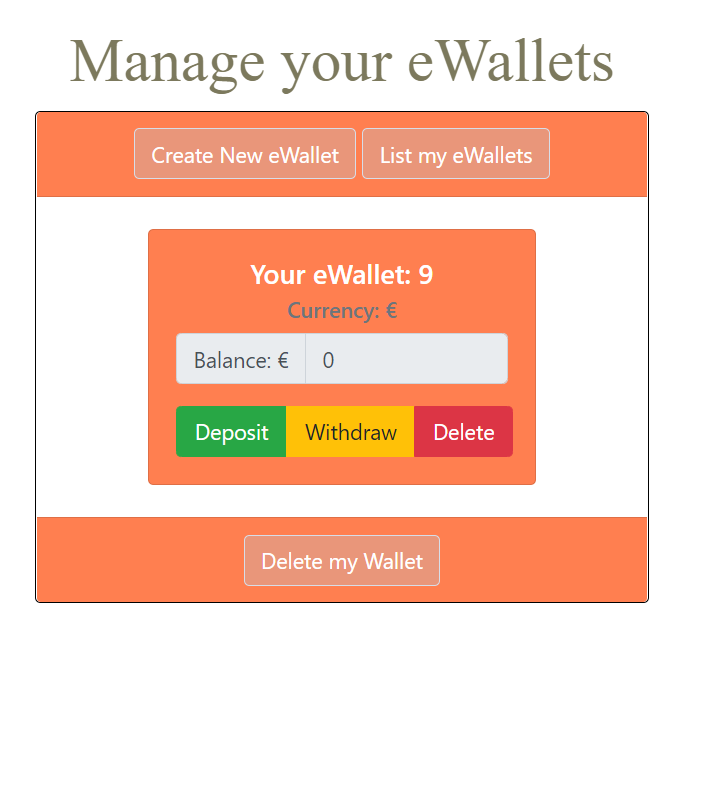 Manage your eWallets
Create New eWallet List my eWallets
Your eWallet: 9
Currency: €
Balance: € 0
Deposit Withdraw Delete
Delete my Wallet